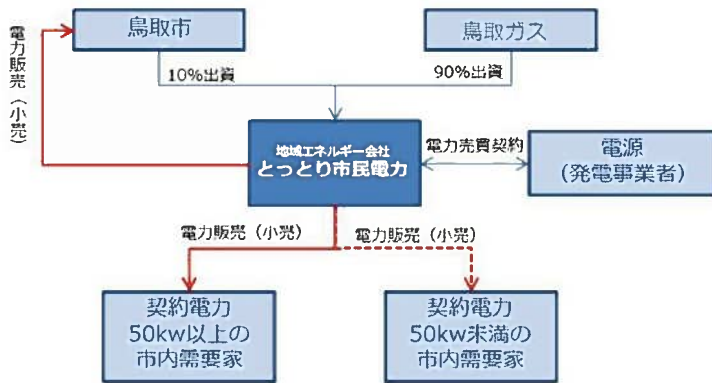 鳥取市
鳥取ガス
電力販売（小売）
10%出資
90%出資
地域エネルギー会社
とっとり市民電力
電力売買契約
電源
(発電事業者)
電力販売（小売）
電力販売（小売）
契約電力
50kw以上の
市内需要家
契約電力
50kw未満の
市内需要家